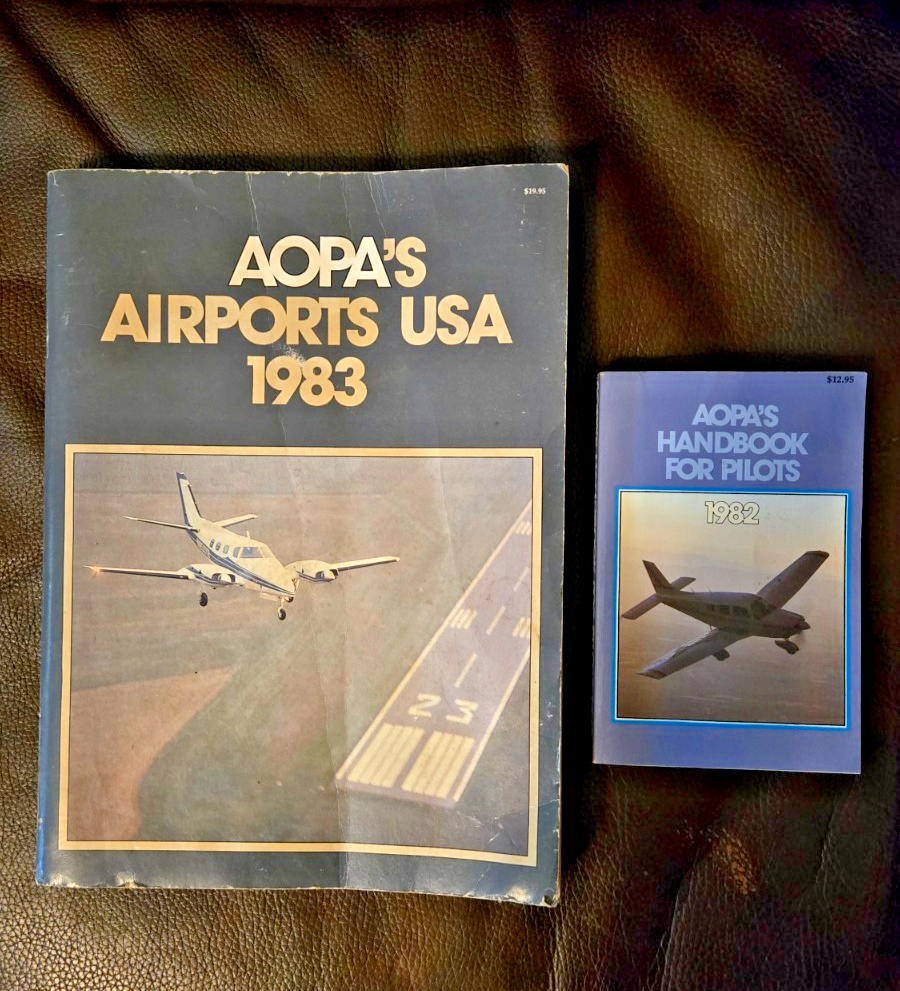 $19.95
AOPA'S
AIRPORTS USA
1983
23
$12.95
AOPA'S
HANDBOOK
FOR PILOTS
1982